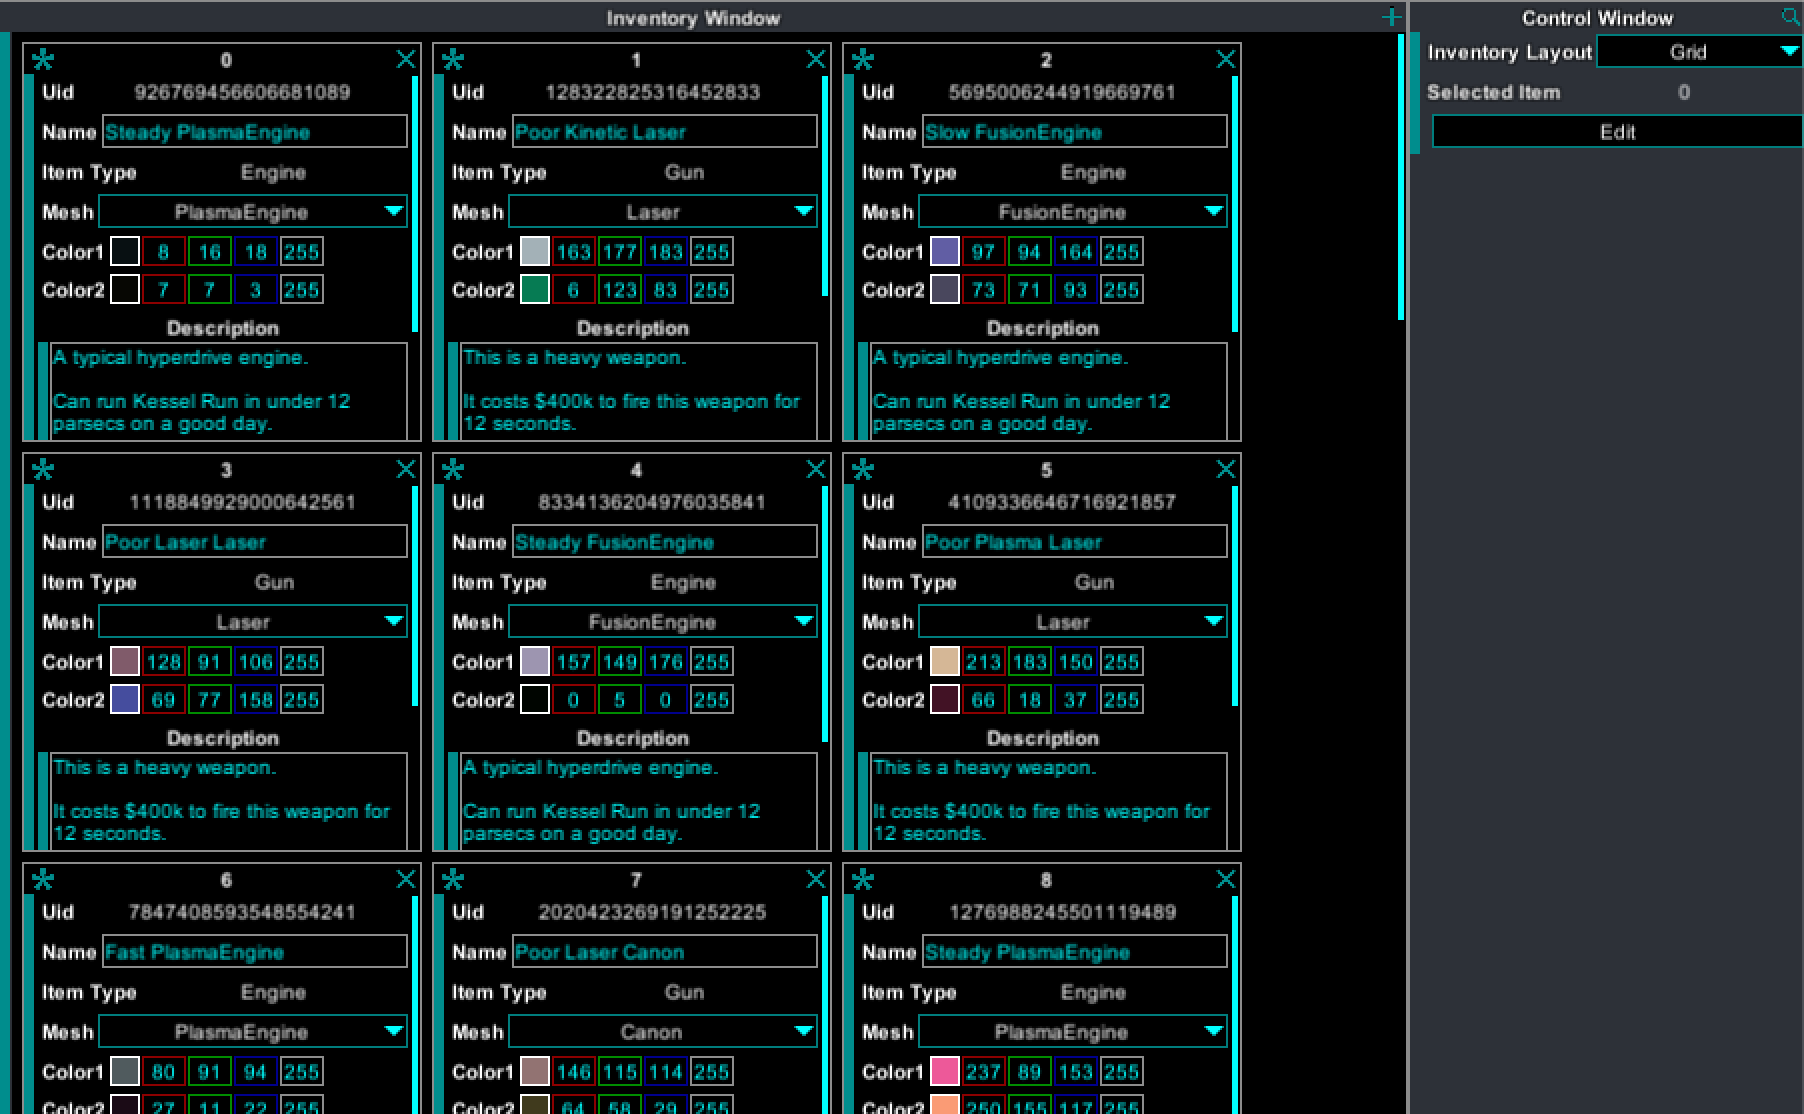 Inventory Window
Control Window
Inventory Layout Grid
Selected Item 0
Edit
0
Uid 926769456606681089
Name Steady PlasmaEngine
Item Type Engine
Mesh PlasmaEngine
Color1 8 16 18 255
Color2 7 7 3 255
Description
A typical hyperdrive engine.
Can run Kessel Run in under 12
parsecs on a good day.
1
Uid 1283228253164452833
Name Poor Kinetic Laser
Item Type Gun
Mesh Laser
Color1 163 177 183 255
Color2 6 123 83 255
Description
This is a heavy weapon.
It costs $400k to fire this weapon for
12 seconds.
2
Uid 5695006244919669761
Name Slow FusionEngine
Item Type Engine
Mesh FusionEngine
Color1 97 94 164 255
Color2 73 71 93 255
Description
A typical hyperdrive engine.
Can run Kessel Run in under 12
parsecs on a good day.
3
Uid 11188499290000642561
Name Poor Laser Laser
Item Type Gun
Mesh Laser
Color1 128 91 106 255
Color2 69 77 158 255
Description
This is a heavy weapon.
It costs $400k to fire this weapon for
12 seconds.
4
Uid 8334136204976035841
Name Steady FusionEngine
Item Type Engine
Mesh FusionEngine
Color1 157 149 176 255
Color2 0 5 0 255
Description
A typical hyperdrive engine.
Can run Kessel Run in under 12
parsecs on a good day.
5
Uid 4109336646716921857
Name Poor Plasma Laser
Item Type Gun
Mesh Laser
Color1 213 183 150 255
Color2 66 18 37 255
Description
This is a heavy weapon.
It costs $400k to fire this weapon for
12 seconds.
6
Uid 7847408593548554241
Name Fast PlasmaEngine
Item Type Engine
Mesh PlasmaEngine
Color1 80 91 94 255
Color2 27 11 22 255
7
Uid 2020423269191252225
Name Poor Laser Canon
Item Type Gun
Mesh Canon
Color1 146 115 114 255
Color2 64 58 29 255
8
Uid 1276988245501119489
Name Steady PlasmaEngine
Item Type Engine
Mesh PlasmaEngine
Color1 237 89 153 255
Color2 250 155 117 255